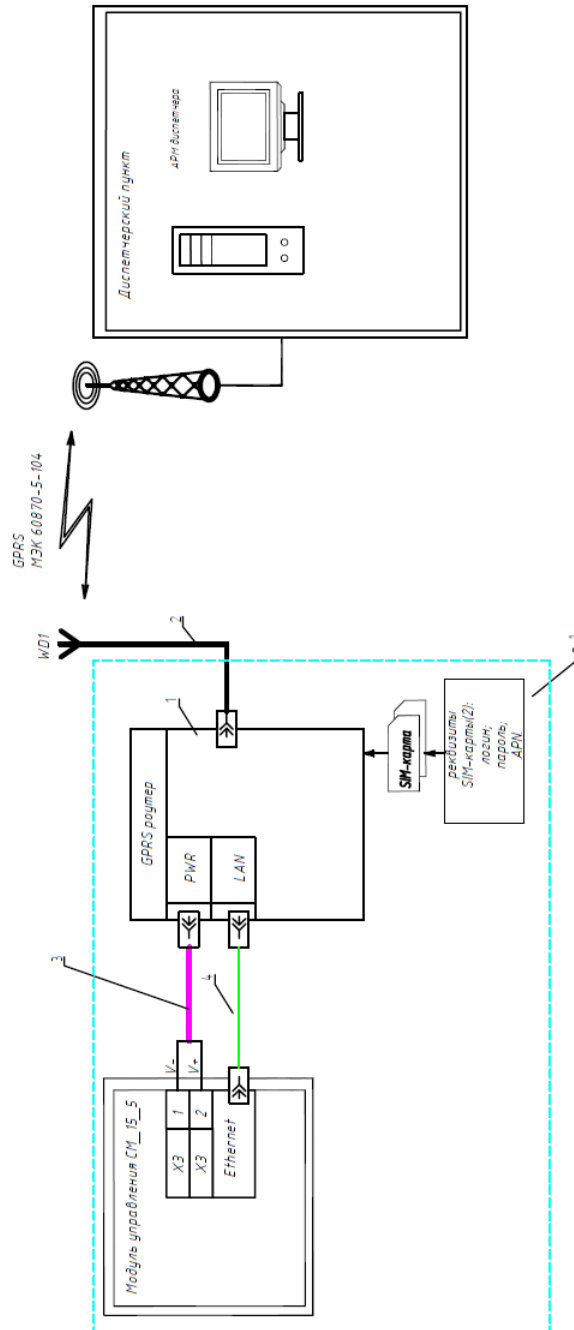 Модуль управления СМ_15_5
X3
1
X3
2
Ethernet
V-
V+
3
4
GPRS роутер
PWR
LAN
1
2
WD1
SIM-карта
реквизиты
SIM-карты(2):
логин;
пароль;
APN.
GPRS
МЭК 60870-5-104
Диспетчерский пункт
АРМ диспетчера